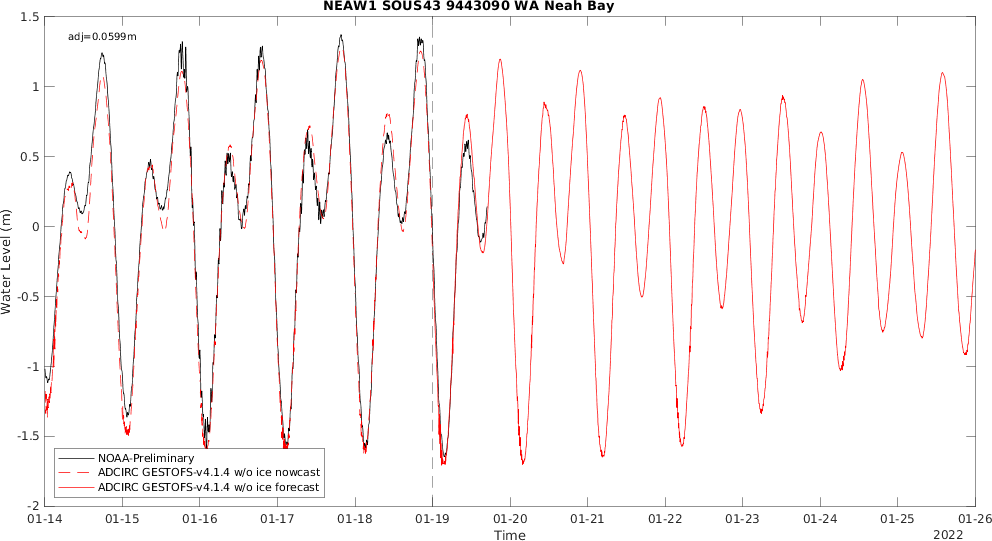 NEAW1 SOUS43 9443090 WA Neah Bay
adj=0.0599m
1.5
1
0.5
0
-0.5
-1
-1.5
-2
Water Level (m)
NOAA-Preliminary
ADCIRC GESTOFS-v4.1.4 w/o ice nowcast
ADCIRC GESTOFS-v4.1.4 w/o ice forecast
01-14 01-15 01-16 01-17 01-18 01-19 01-20 01-21 01-22 01-23 01-24 01-25 01-26
Time
2022